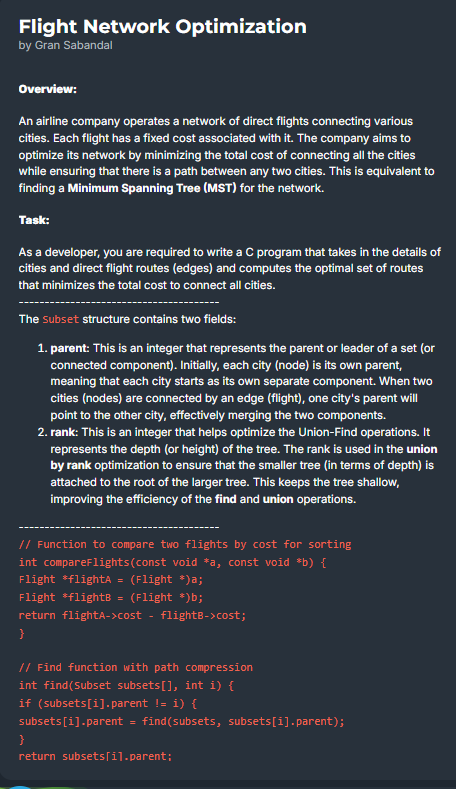 Flight Network Optimization
by Gran Sabandal
Overview:
An airline company operates a network of direct flights connecting various
cities. Each flight has a fixed cost associated with it. The company aims to
optimize its network by minimizing the total cost of connecting all the cities
while ensuring that there is a path between any two cities. This is equivalent to
finding a Minimum Spanning Tree (MST) for the network.
Task:
As a developer, you are required to write a C program that takes in the details of
cities and direct flight routes (edges) and computes the optimal set of routes
that minimizes the total cost to connect all cities.
----------------------------------------
The Subset structure contains two fields:
1. parent: This is an integer that represents the parent or leader of a set (or
connected component). Initially, each city (node) is its own parent,
meaning that each city starts as its own separate component. When two
cities (nodes) are connected by an edge (flight), one city's parent will
point to the other city, effectively merging the two components.
2. rank: This is an integer that helps optimize the Union-Find operations. It
represents the depth (or height) of the tree. The rank is used in the union
by rank optimization to ensure that the smaller tree (in terms of depth) is
attached to the root of the larger tree. This keeps the tree shallow,
improving the efficiency of the find and union operations.
----------------------------------------
// Function to compare two flights by cost for sorting
int compareFlights(const void *a, const void *b) {
Flight *flightA = (Flight *)a;
Flight *flightB = (Flight *)b;
return flightA->cost - flightB->cost;
}
// Find function with path compression
int find(Subset subsets[], int i) {
if (subsets[i].parent != i) {
subsets[i].parent = find(subsets, subsets[i].parent);
}
return subsets[i].parent;